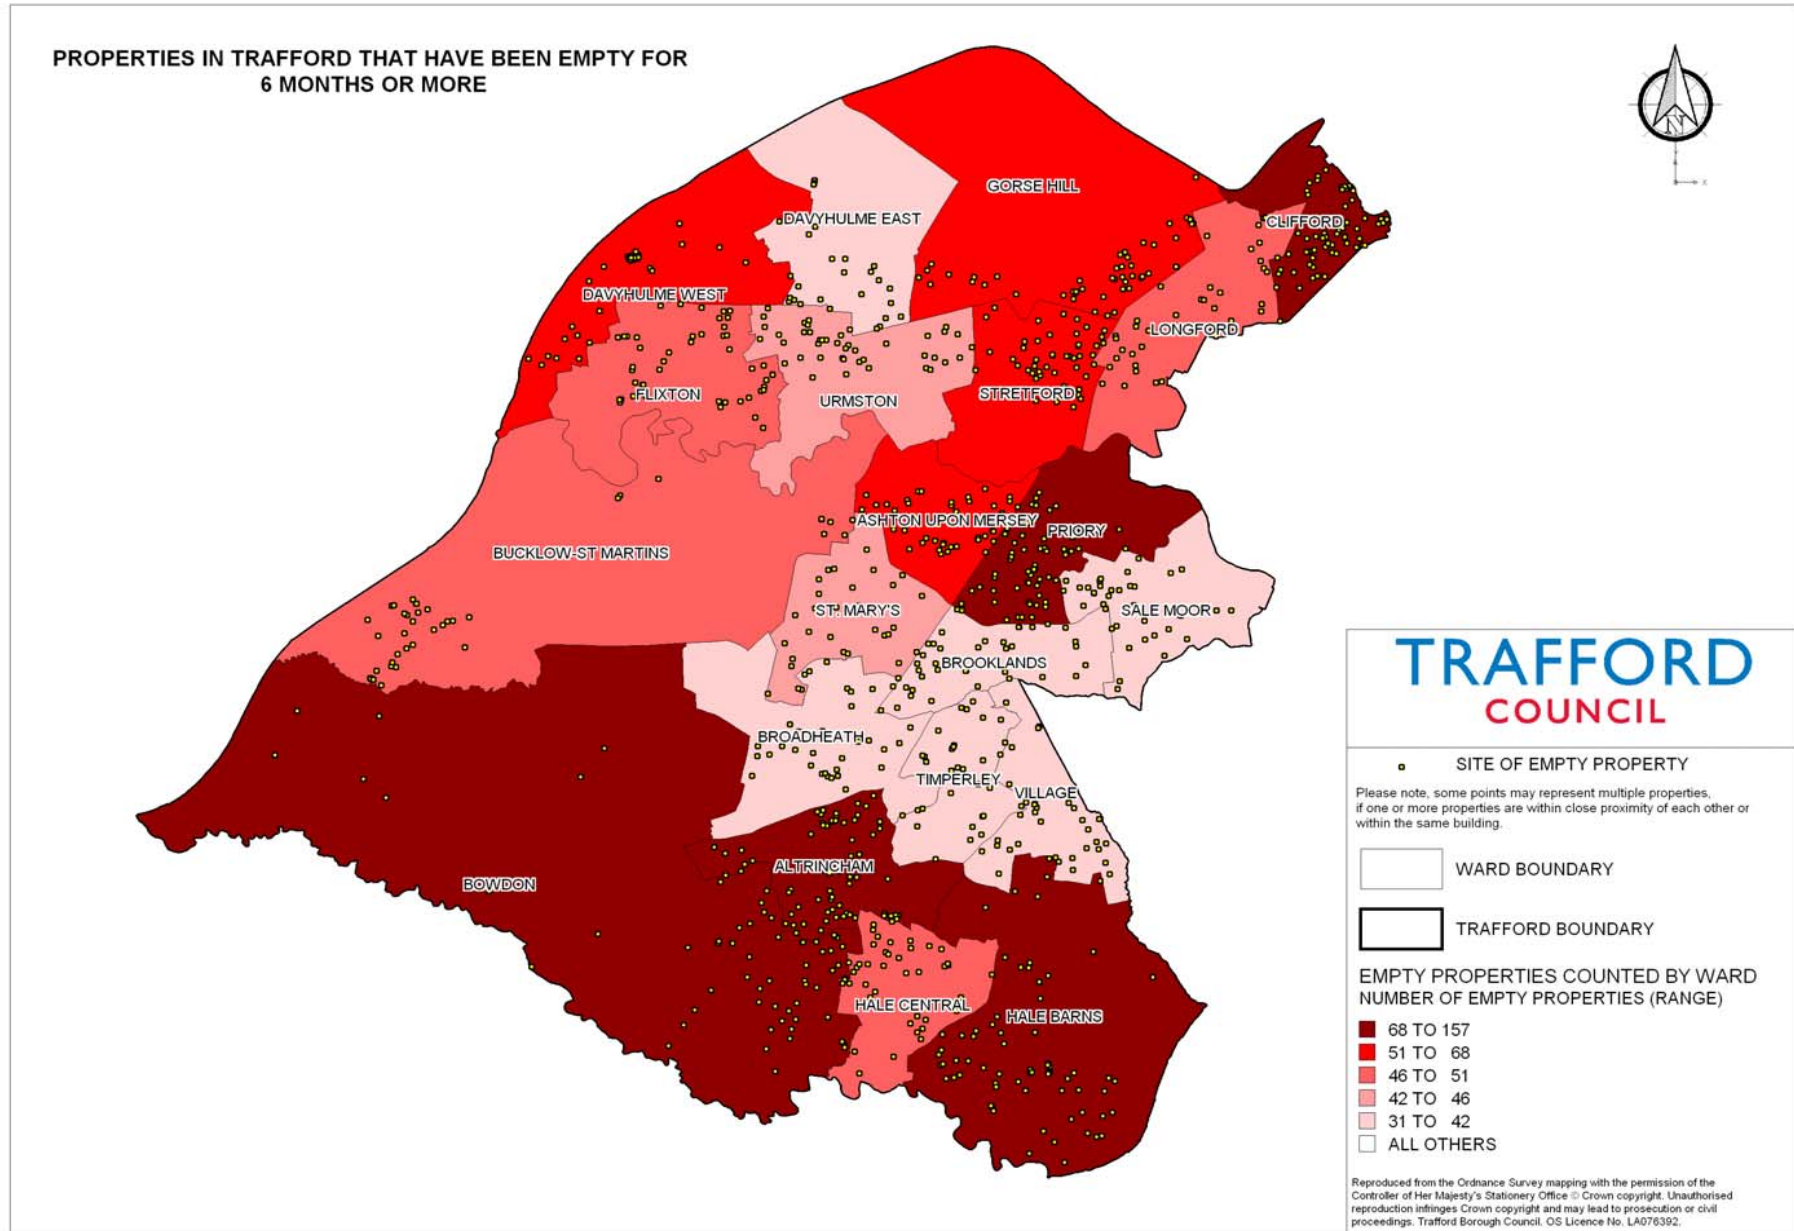 PROPERTIES IN TRAFFORD THAT HAVE BEEN EMPTY FOR
6 MONTHS OR MORE
N
X
GORSE HILL
DAVYHULME EAST
CLIFFORD
DAVYHULME WEST
LONGFORD
FLIXTON
URMSTON
STRETFORD
ASHTON UPON MERSEY
PRIORY
BUCKLOW-ST MARTINS
ST. MARY'S
SALE MOOR
BROOKLANDS
BROADHEATH
TIMPERLEY
VILLAGE
ALTRINCHAM
BOWDON
HALE CENTRAL
HALE BARNS
TRAFFORD
COUNCIL
SITE OF EMPTY PROPERTY
Please note, some points may represent multiple properties,
if one or more properties are within close proximity of each other or
within the same building.
WARD BOUNDARY
TRAFFORD BOUNDARY
EMPTY PROPERTIES COUNTED BY WARD
NUMBER OF EMPTY PROPERTIES (RANGE)
68 TO 157
51 TO 68
46 TO 51
42 TO 46
31 TO 42
ALL OTHERS
Reproduced from the Ordnance Survey mapping with the permission of the
Controller of Her Majesty's Stationery Office © Crown copyright. Unauthorised
reproduction infringes Crown copyright and may lead to prosecution or civil
proceedings. Trafford Borough Council. OS Licence No. LA076392.